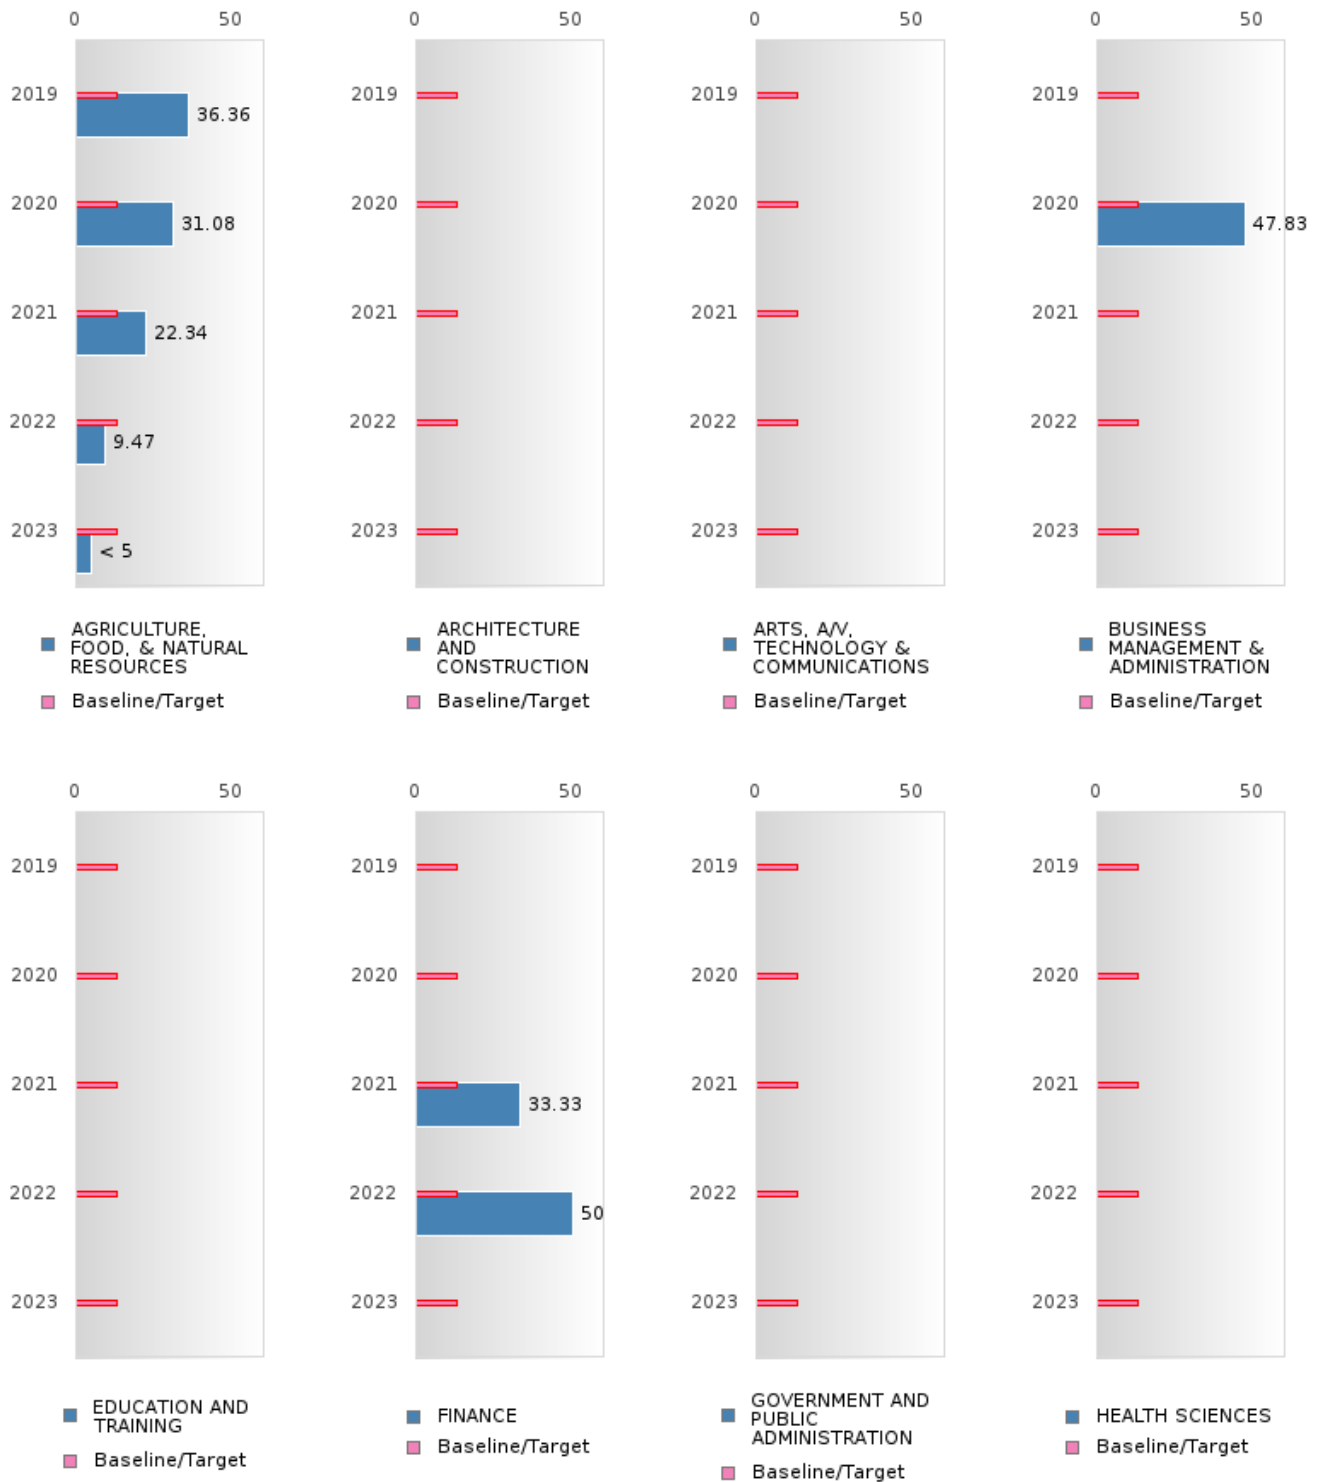 0 50 0 50 0 50 0 50
2019 36.36 2019 2019 2019
2020 31.08 2020 2020 2020 47.83
2021 22.34 2021 2021 2021
2022 9.47 2022 2022 2022
2023 < 5 2023 2023 2023
AGRICULTURE,
FOOD, & NATURAL
RESOURCES
Baseline/Target
ARCHITECTURE
AND
CONSTRUCTION
Baseline/Target
ARTS, A/V,
TECHNOLOGY &
COMMUNICATIONS
Baseline/Target
BUSINESS
MANAGEMENT &
ADMINISTRATION
Baseline/Target
0 50 0 50 0 50 0 50
2019 2019 2019 2019
2020 2020 2020 2020
2021 2021 33.33 2021 2021
2022 2022 50 2022 2022
2023 2023 2023 2023
EDUCATION AND
TRAINING
Baseline/Target
FINANCE
Baseline/Target
GOVERNMENT AND
PUBLIC
ADMINISTRATION
Baseline/Target
HEALTH SCIENCES
Baseline/Target